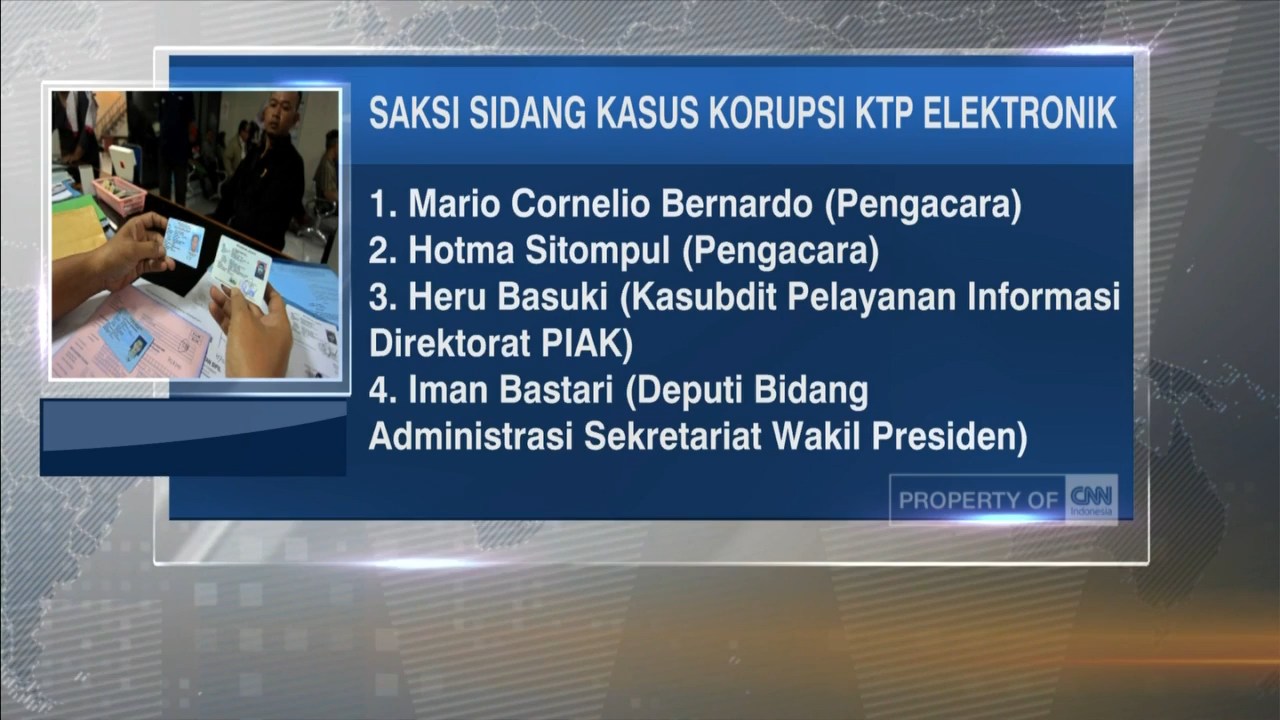 SAKSI SIDANG KASUS KORUPSI KTP ELEKTRONIK
1. Mario Cornelio Bernardo (Pengacara)
2. Hotma Sitompul (Pengacara)
3. Heru Basuki (Kasubdit Pelayanan Informasi
Direktorat PIAK)
4. Iman Bastari (Deputi Bidang
Administrasi Sekretariat Wakil Presiden)
PROPERTY OF CNN
Indonesia